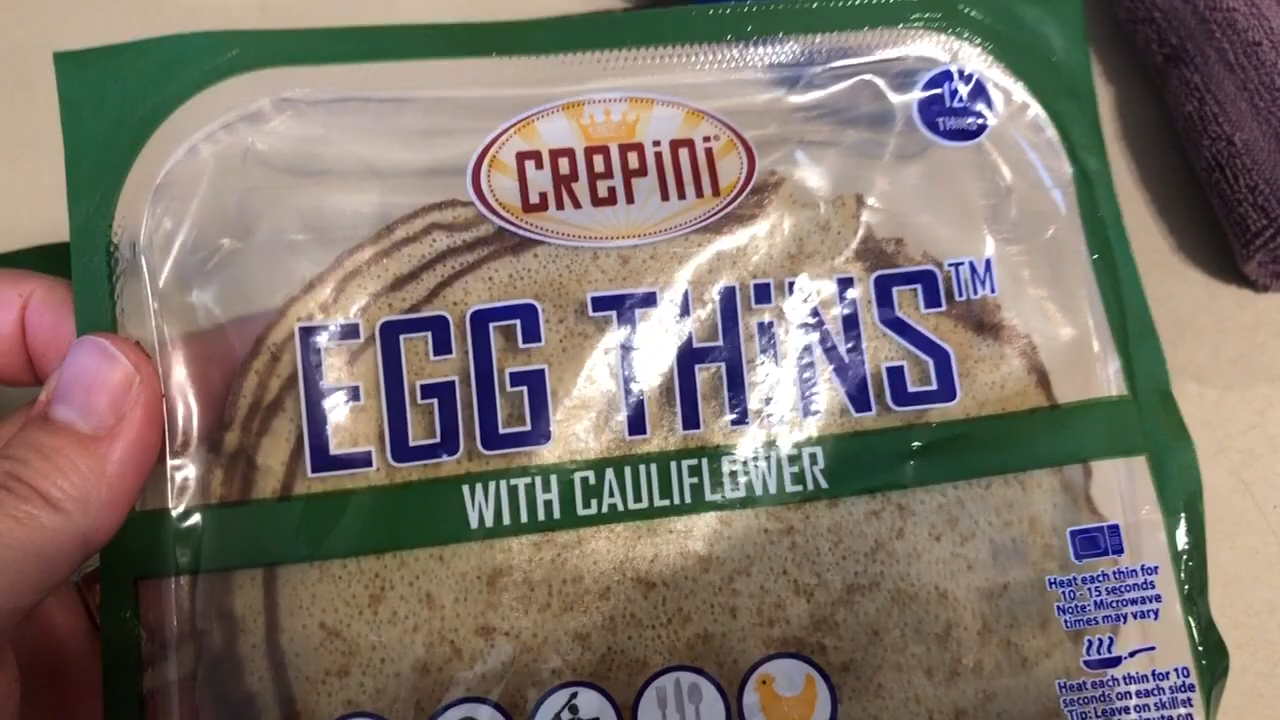 CREPiNi
12
THINS
EGG THiNS™
WITH CAULIFLOWER
Heat each thin for
10 - 15 seconds
Note: Microwave
times may vary
Heat each thin for 10
seconds on each side
Tip: Leave on skillet